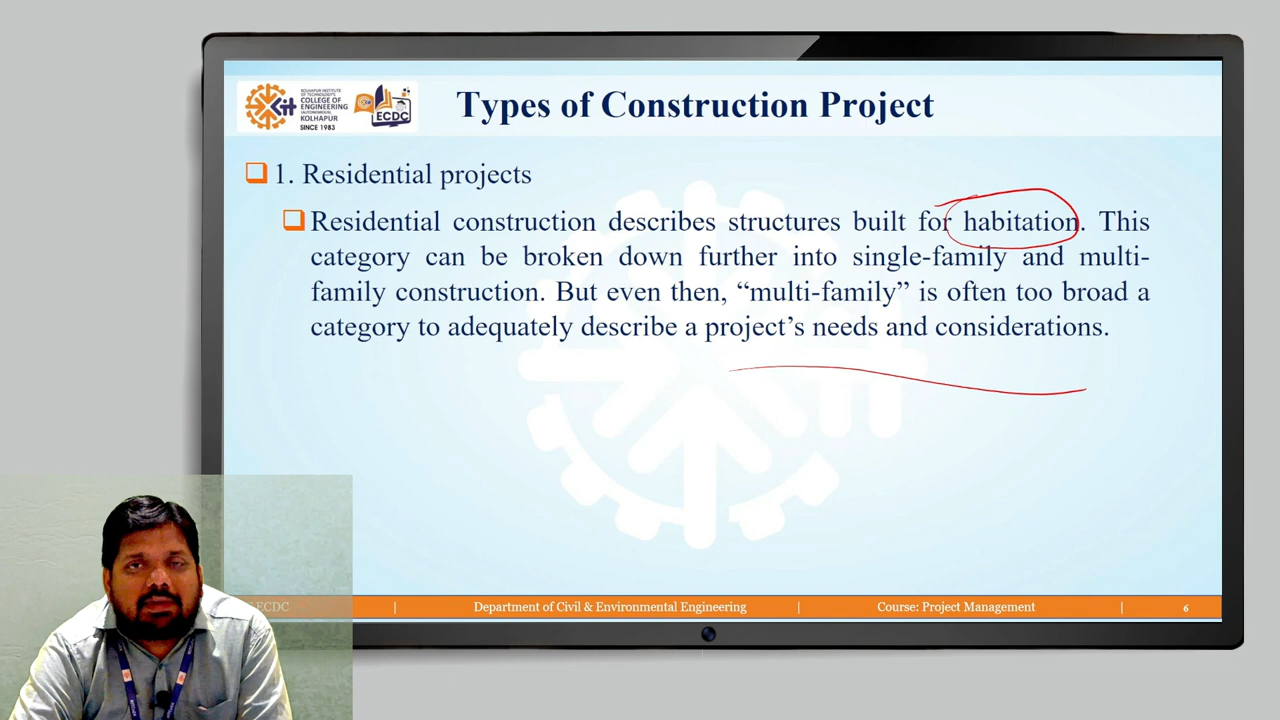 KOLHAPUR INSTITUTE
OF TECHNOLOGY'S
COLLEGE OF
ENGINEERING
(AUTONOMOUS)
KOLHAPUR
SINCE 1983
ECDC
Types of Construction Project
1. Residential projects
Residential construction describes structures built for habitation. This
category can be broken down further into single-family and multi-
family construction. But even then, “multi-family” is often too broad a
category to adequately describe a project’s needs and considerations.
ECDC | Department of Civil & Environmental Engineering | Course: Project Management | 6